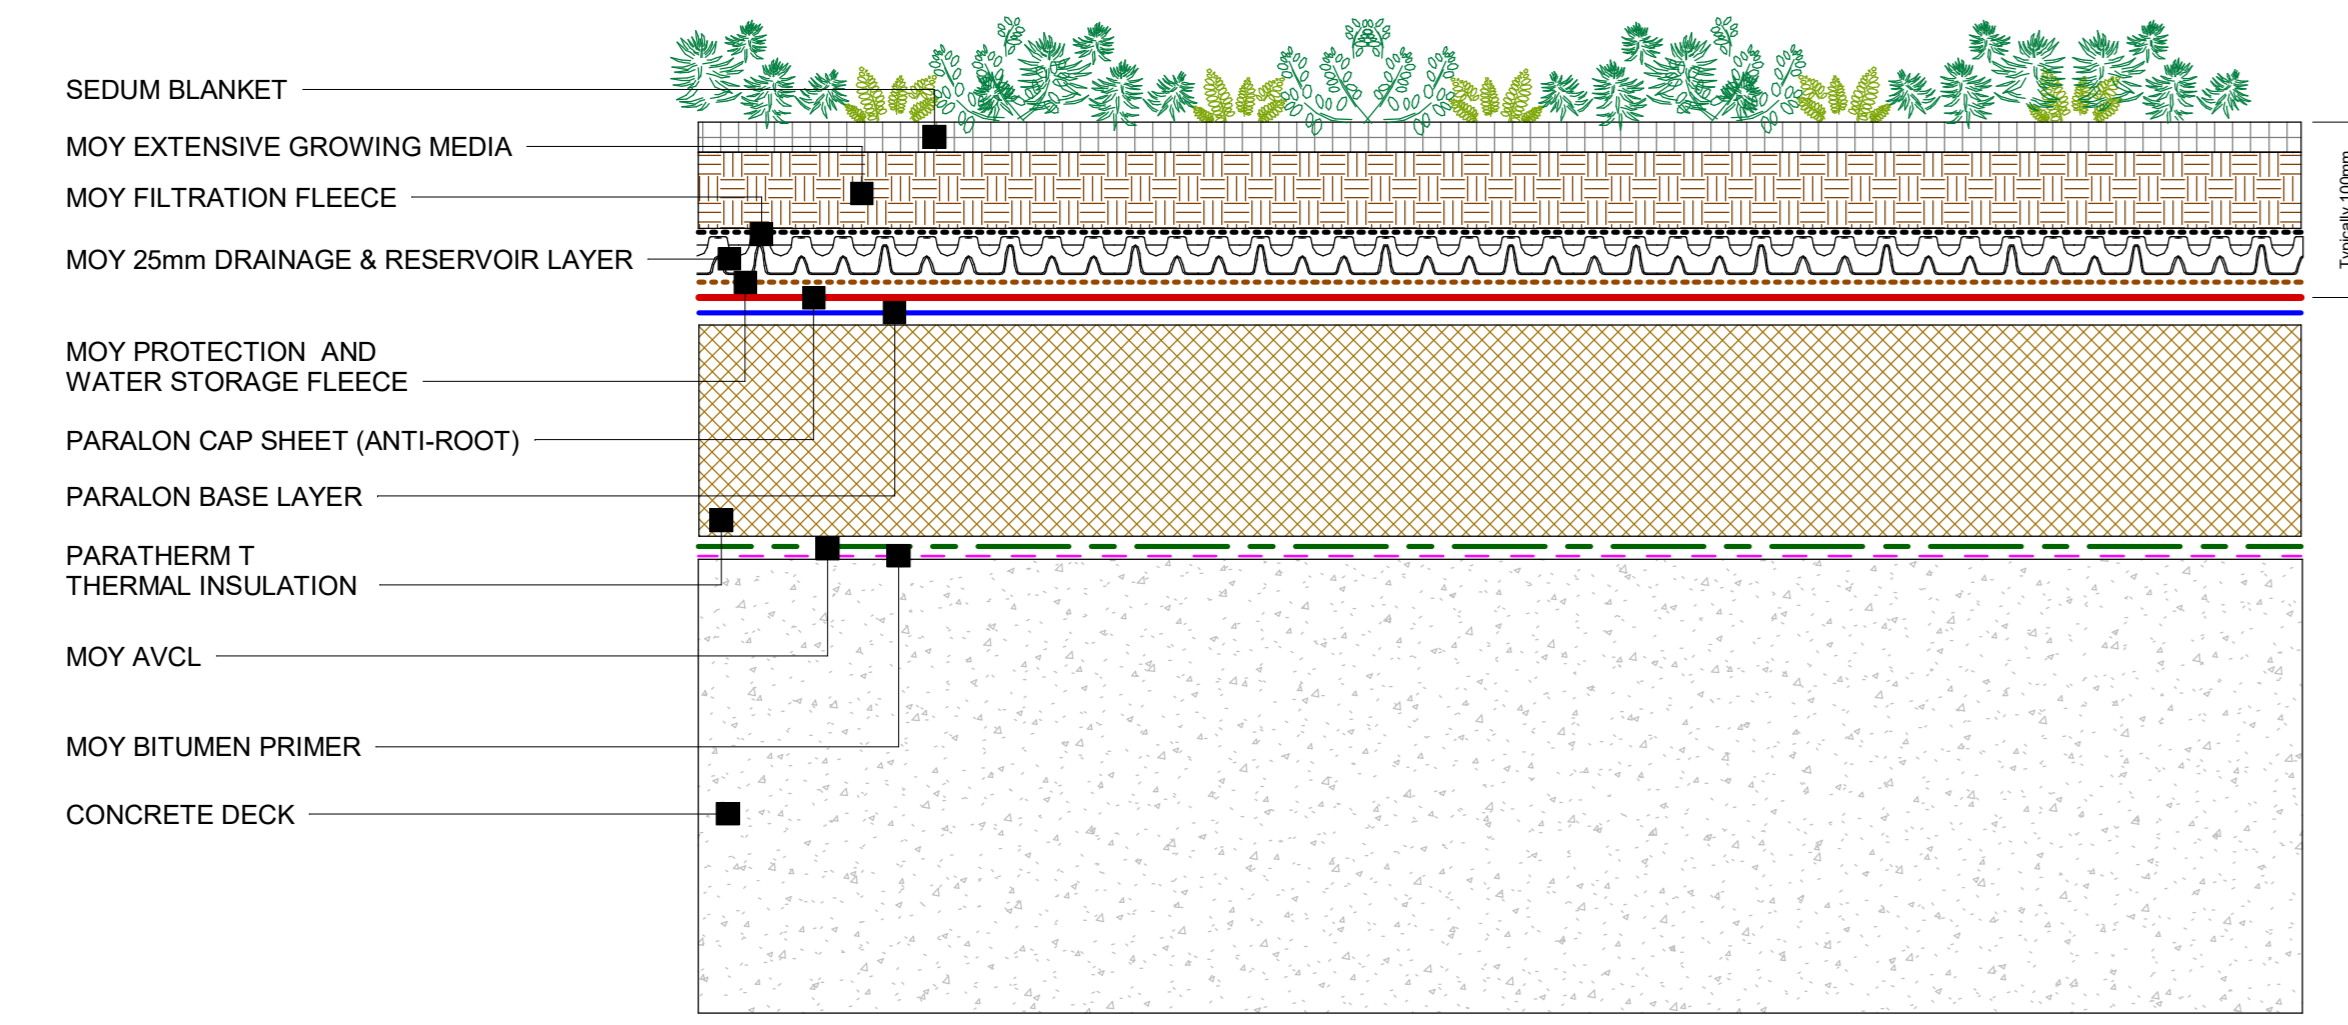 SEDUM BLANKET
MOY EXTENSIVE GROWING MEDIA
MOY FILTRATION FLEECE
MOY 25mm DRAINAGE & RESERVOIR LAYER
MOY PROTECTION AND
WATER STORAGE FLEECE
PARALON CAP SHEET (ANTI-ROOT)
PARALON BASE LAYER
PARATHERM T
THERMAL INSULATION
MOY AVCL
MOY BITUMEN PRIMER
CONCRETE DECK
Typically 100mm